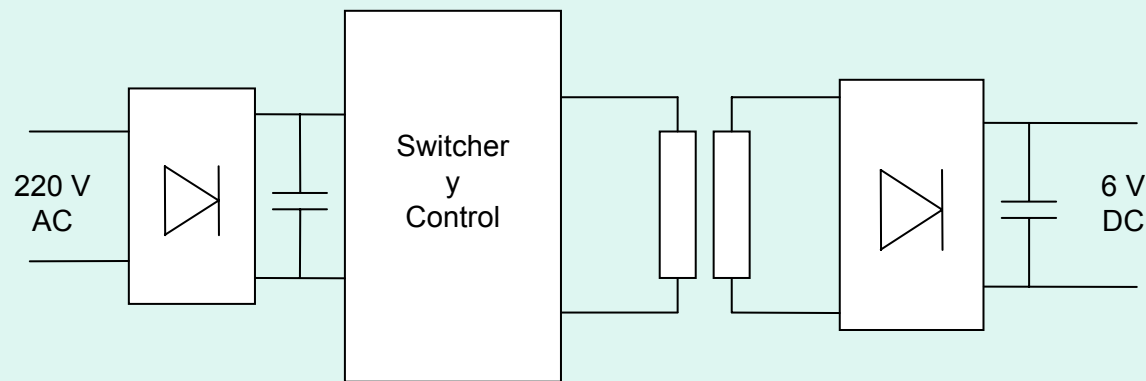 220 V
AC
Switcher
y
Control
6 V
DC